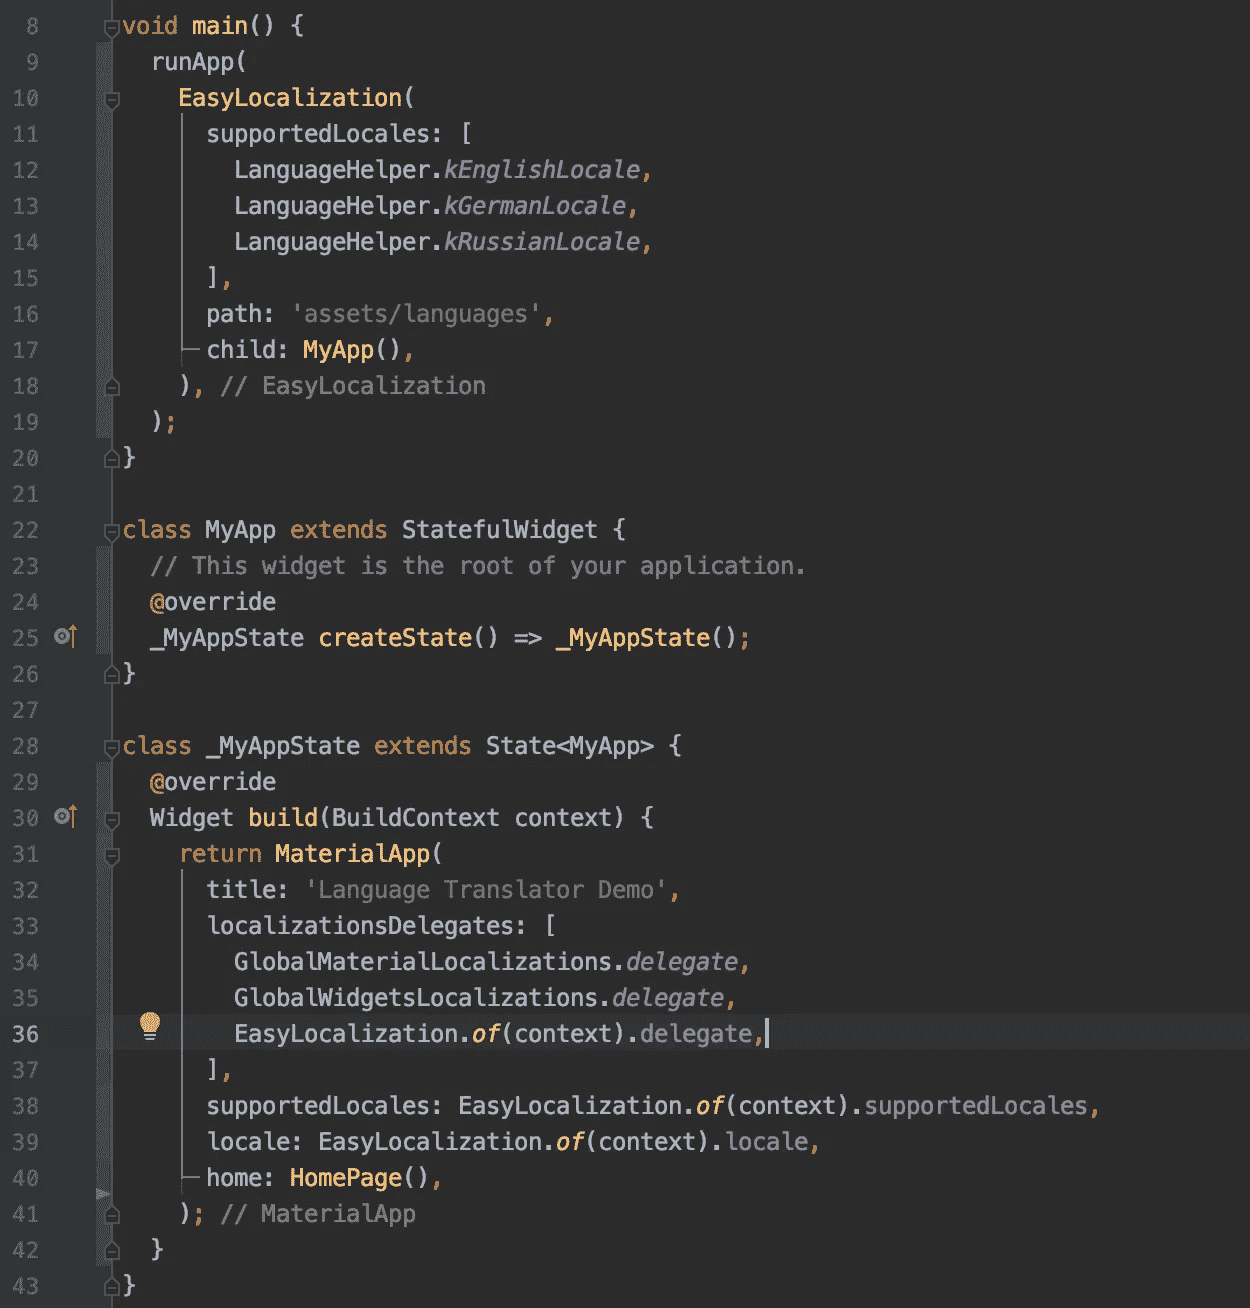 8 void main() {
9   runApp(
10     EasyLocalization(
11       supportedLocales: [
12         LanguageHelper.kEnglishLocale,
13         LanguageHelper.kGermanLocale,
14         LanguageHelper.kRussianLocale,
15       ],
16       path: 'assets/languages',
17       child: MyApp(),
18     ), // EasyLocalization
19   );
20 }
21
22 class MyApp extends StatefulWidget {
23   // This widget is the root of your application.
24   @override
25   _MyAppState createState() => _MyAppState();
26 }
27
28 class _MyAppState extends State<MyApp> {
29   @override
30   Widget build(BuildContext context) {
31     return MaterialApp(
32       title: 'Language Translator Demo',
33       localizationsDelegates: [
34         GlobalMaterialLocalizations.delegate,
35         GlobalWidgetsLocalizations.delegate,
36         EasyLocalization.of(context).delegate,
37       ],
38       supportedLocales: EasyLocalization.of(context).supportedLocales,
39       locale: EasyLocalization.of(context).locale,
40       home: HomePage(),
41     ); // MaterialApp
42   }
43 }